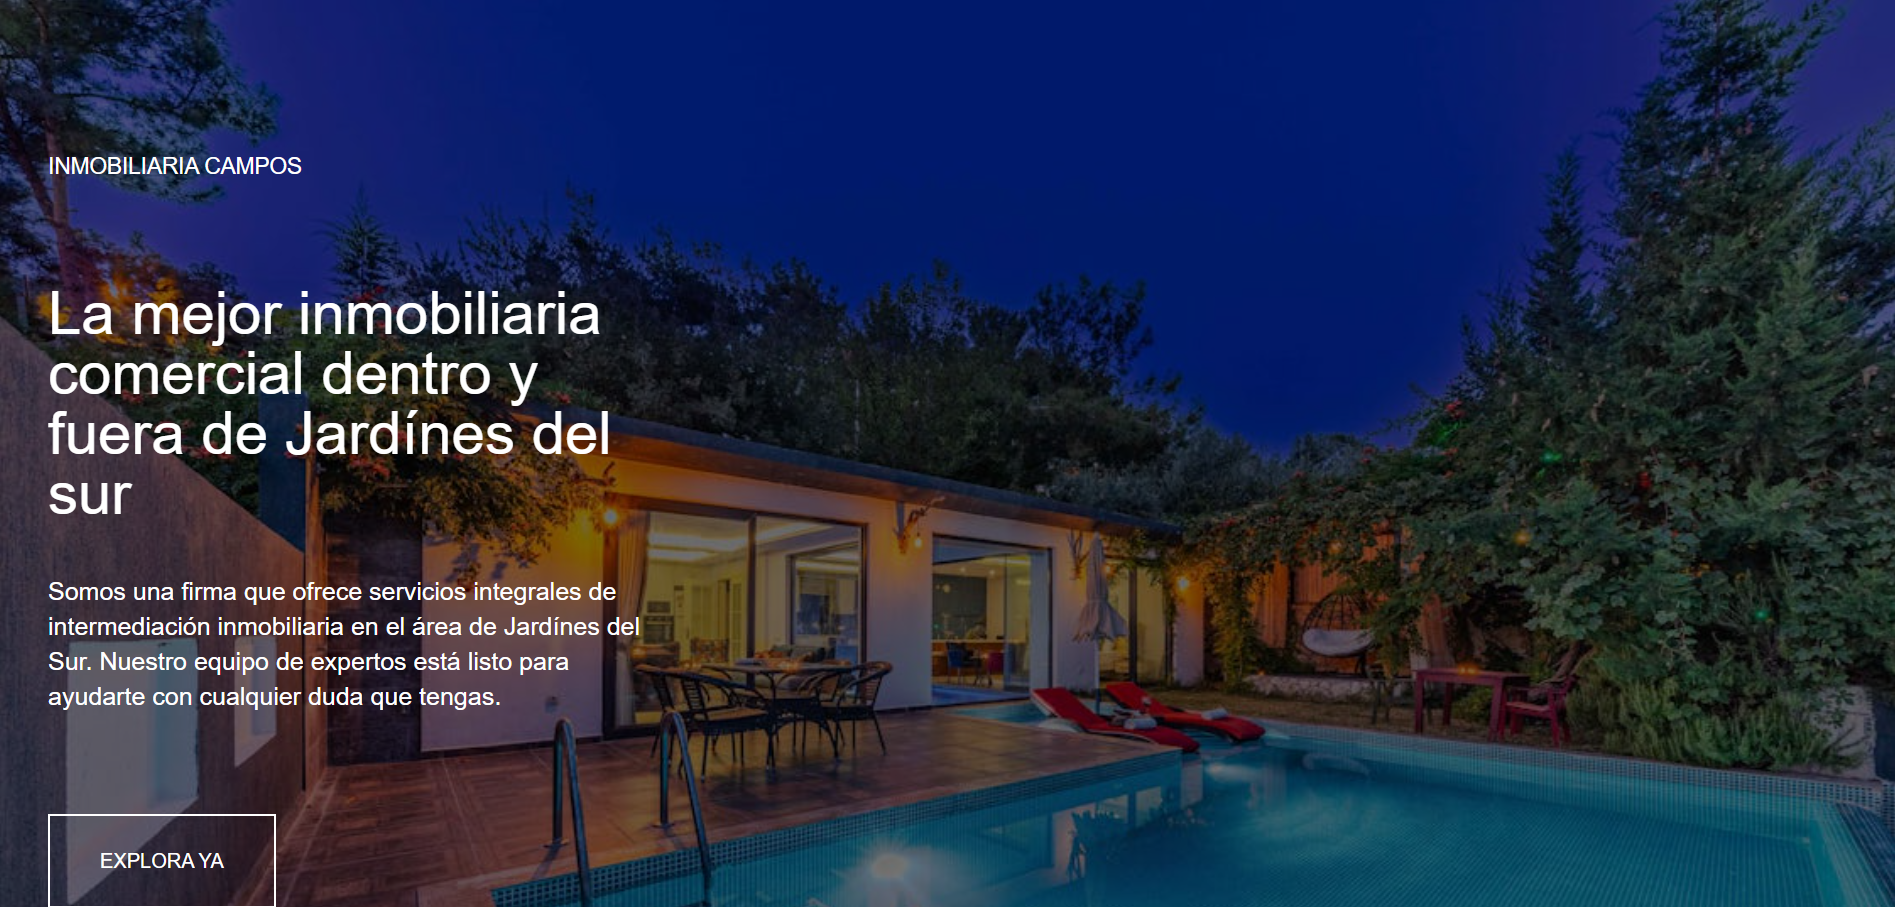 INMOBILIARIA CAMPOS
La mejor inmobiliaria
comercial dentro y
fuera de Jardínes del
sur
Somos una firma que ofrece servicios integrales de
intermediación inmobiliaria en el área de Jardínes del
Sur. Nuestro equipo de expertos está listo para
ayudarte con cualquier duda que tengas.
EXPLORA YA